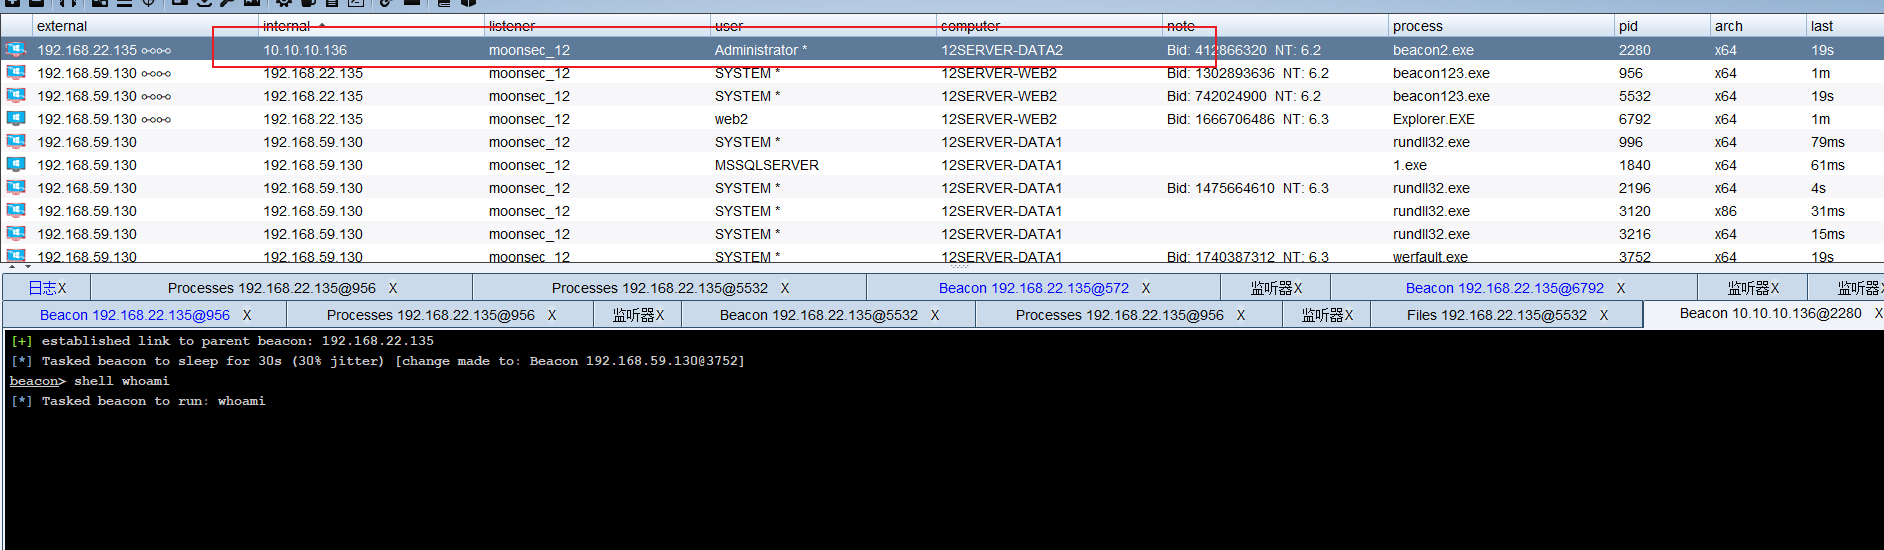 external internal listener user computer note process pid arch last
192.168.22.135 10.10.10.136 moonsec_12 Administrator * 12SERVER-DATA2 Bid: 412866320 NT: 6.2 beacon2.exe 2280 x64 19s
192.168.59.130 192.168.22.135 moonsec_12 SYSTEM * 12SERVER-WEB2 Bid: 1302893636 NT: 6.2 beacon123.exe 956 x64 1m
192.168.59.130 192.168.22.135 moonsec_12 SYSTEM * 12SERVER-WEB2 Bid: 742024900 NT: 6.2 beacon123.exe 5532 x64 19s
192.168.59.130 192.168.22.135 moonsec_12 web2 12SERVER-WEB2 Bid: 1666706486 NT: 6.3 Explorer.EXE 6792 x64 1m
192.168.59.130 192.168.59.130 moonsec_12 SYSTEM * 12SERVER-DATA1 rundll32.exe 996 x64 79ms
192.168.59.130 192.168.59.130 moonsec_12 MSSQLSERVER 12SERVER-DATA1 1.exe 1840 x64 61ms
192.168.59.130 192.168.59.130 moonsec_12 SYSTEM * 12SERVER-DATA1 Bid: 1475664610 NT: 6.3 rundll32.exe 2196 x64 4s
192.168.59.130 192.168.59.130 moonsec_12 SYSTEM * 12SERVER-DATA1 rundll32.exe 3120 x86 31ms
192.168.59.130 192.168.59.130 moonsec_12 SYSTEM * 12SERVER-DATA1 rundll32.exe 3216 x64 15ms
192.168.59.130 192.168.59.130 moonsec_12 SYSTEM * 12SERVER-DATA1 Bid: 1740387312 NT: 6.3 werfault.exe 3752 x64 19s
日志X Processes 192.168.22.135@956 X Processes 192.168.22.135@5532 X Beacon 192.168.22.135@572 X 监听器X Beacon 192.168.22.135@6792 X 监听器X 监听器X
Beacon 192.168.22.135@956 X Processes 192.168.22.135@956 X 监听器X Beacon 192.168.22.135@5532 X Processes 192.168.22.135@956 X 监听器X Files 192.168.22.135@5532 X Beacon 10.10.10.136@2280 X
[+] established link to parent beacon: 192.168.22.135
[*] Tasked beacon to sleep for 30s (30% jitter) [change made to: Beacon 192.168.59.130@3752]
beacon> shell whoami
[*] Tasked beacon to run: whoami